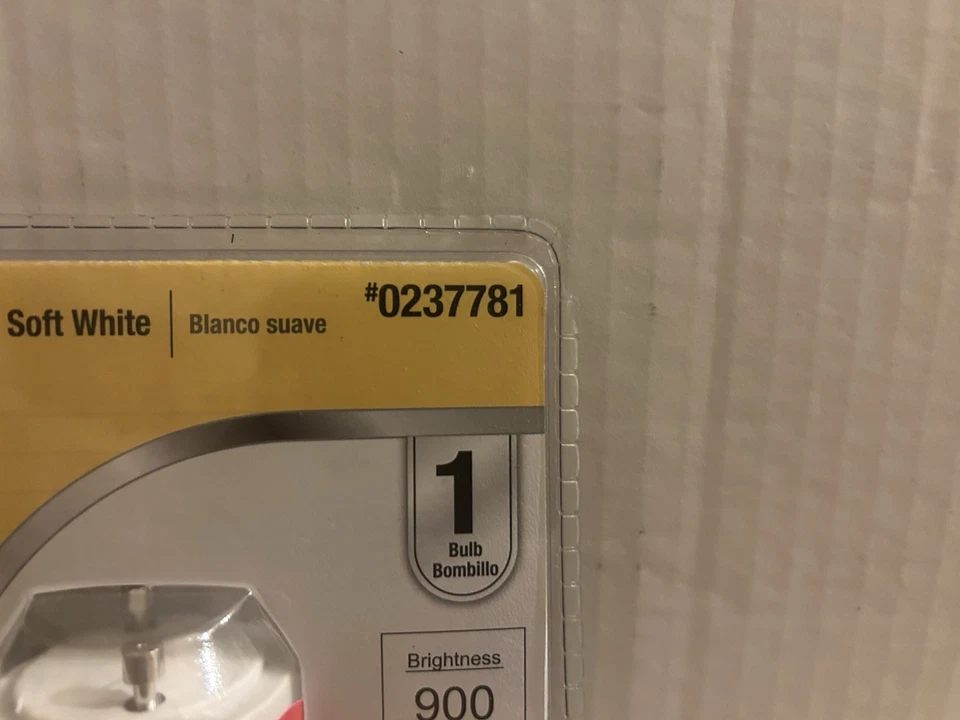 Soft White | Blanco suave #0237781
1
Bulb
Bombillo
Brightness
900